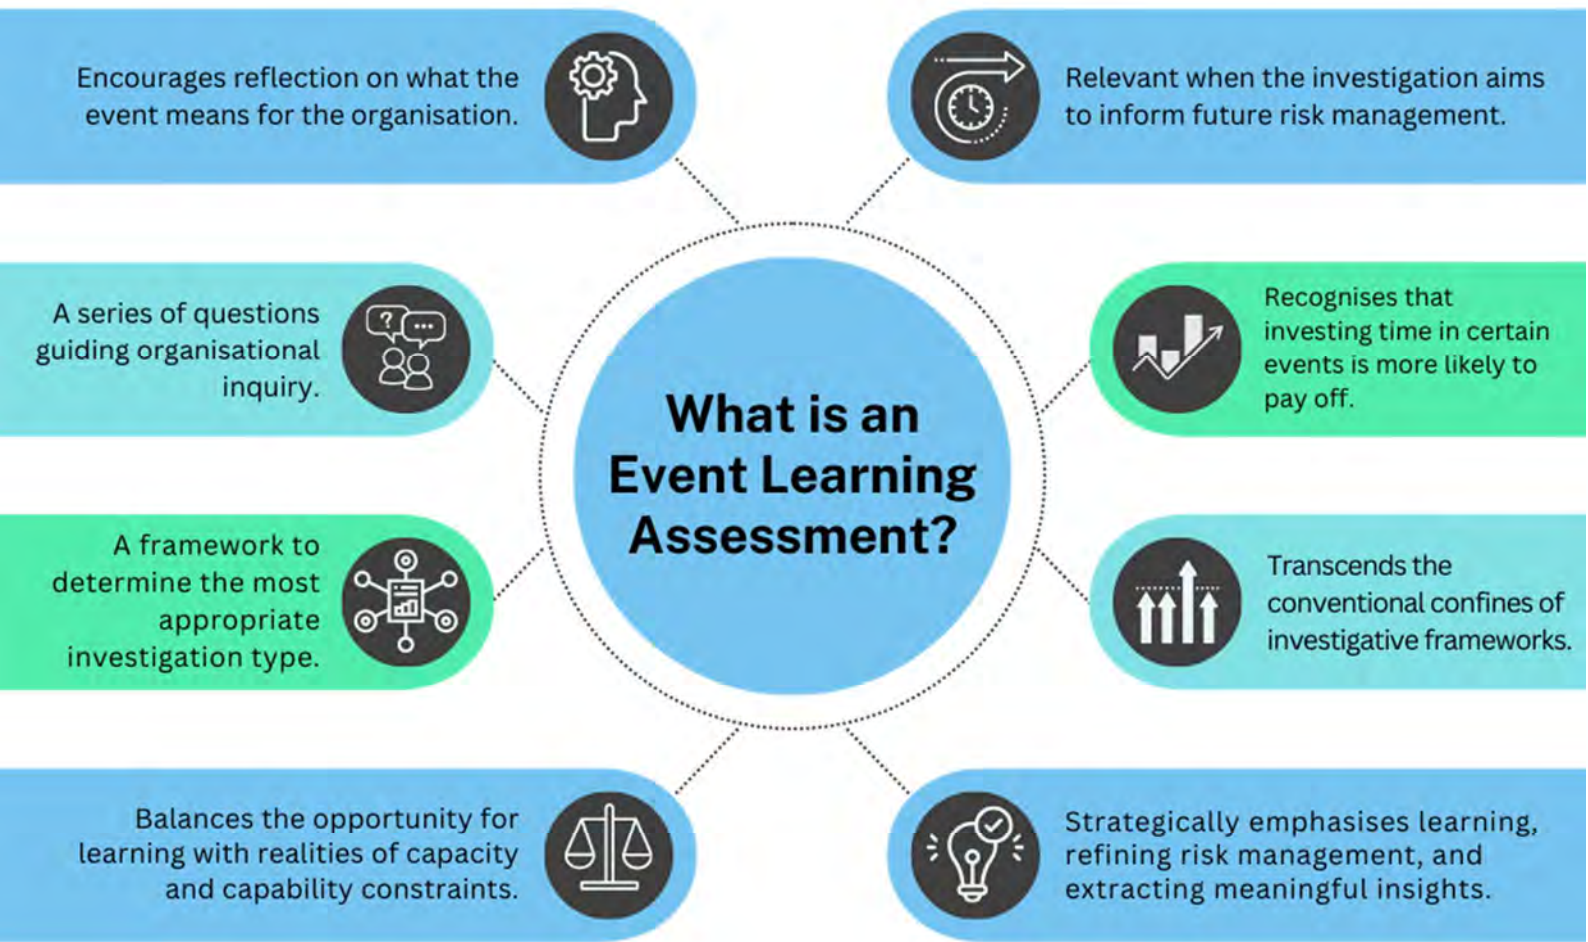 Encourages reflection on what the
event means for the organisation.
Relevant when the investigation aims
to inform future risk management.
A series of questions
guiding organisational
inquiry.
?
...
Recognises that
investing time in certain
events is more likely to
pay off.
What is an
Event Learning
Assessment?
A framework to
determine the most
appropriate
investigation type.
Transcends the
conventional confines of
investigative frameworks.
Balances the opportunity for
learning with realities of capacity
and capability constraints.
Strategically emphasises learning,
refining risk management, and
extracting meaningful insights.